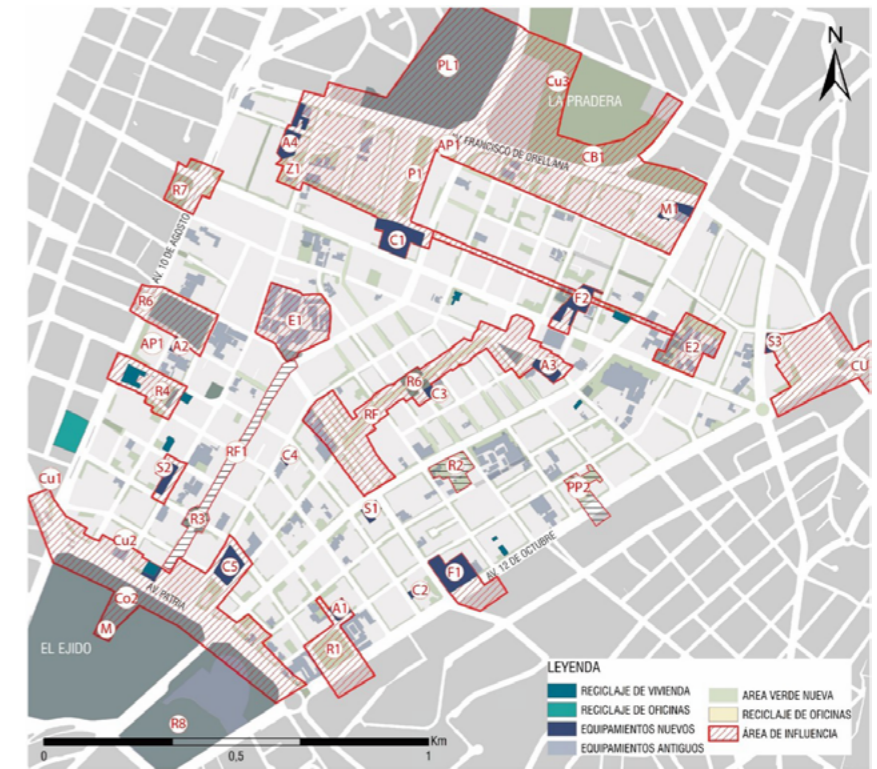 N
PL1
Cu3
LA PRADERA
A4
AP1
AV FRANCISCO DE ORELLANA
CB1
Z1
P1
R7
M1
C1
AV. 10 DE AGOSTO
F2
R6
E1
AP1
A2
E2
S3
CU
R6
A3
R4
C3
RF
RF1
C4
S2
R2
Cu1
PP2
S1
R3
Cu2
C5
F1
AV. 12 DE OCTUBRE
Co2
AV. PATRIA
C2
A1
M
EL EJIDO
R1
R8
LEYENDA
RECICLAJE DE VIVIENDA
RECICLAJE DE OFICINAS
EQUIPAMIENTOS NUEVOS
EQUIPAMIENTOS ANTIGUOS
AREA VERDE NUEVA
RECICLAJE DE OFICINAS
ÁREA DE INFLUENCIA
Km
0 0,5 1